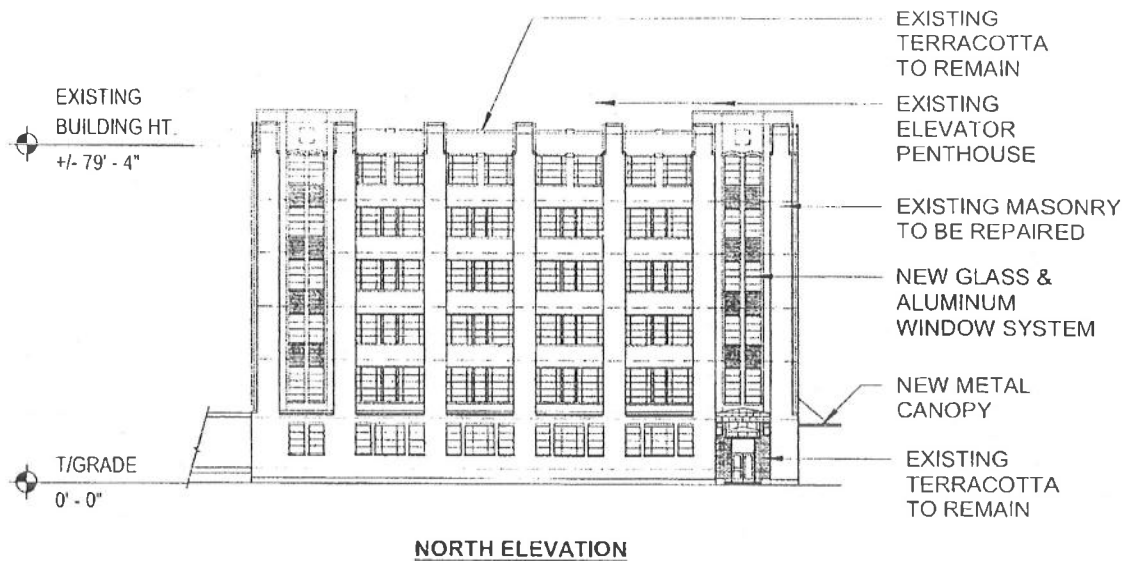 EXISTING
TERRACOTTA
TO REMAIN
EXISTING
BUILDING HT.
+/- 79' - 4"
EXISTING
ELEVATOR
PENTHOUSE
EXISTING MASONRY
TO BE REPAIRED
NEW GLASS &
ALUMINUM
WINDOW SYSTEM
NEW METAL
CANOPY
T/GRADE
0' - 0"
EXISTING
TERRACOTTA
TO REMAIN
NORTH ELEVATION